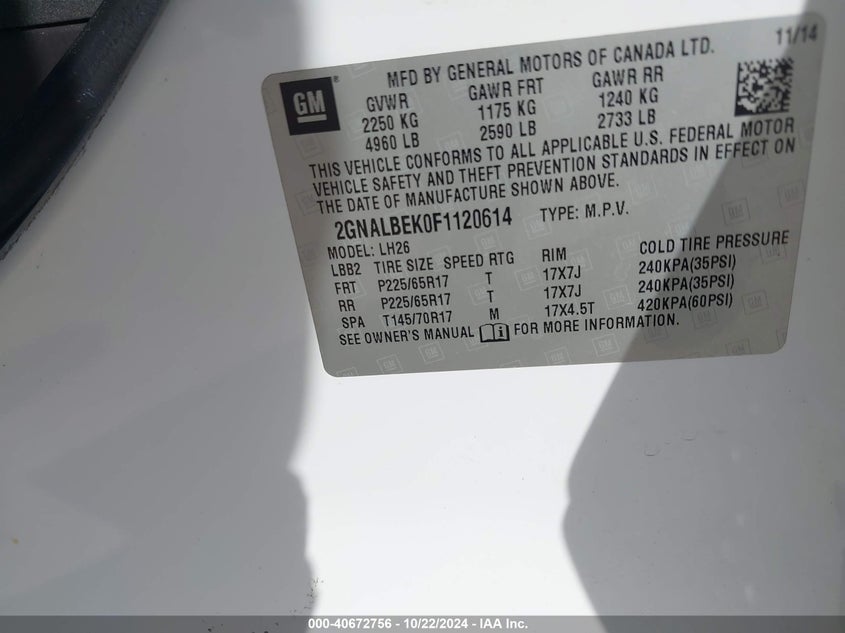 GM
MFD BY GENERAL MOTORS OF CANADA LTD. 11/14
GVWR GAWR FRT GAWR RR
2250 KG 1175 KG 1240 KG
4960 LB 2590 LB 2733 LB
THIS VEHICLE CONFORMS TO ALL APPLICABLE U.S. FEDERAL MOTOR
VEHICLE SAFETY AND THEFT PREVENTION STANDARDS IN EFFECT ON
THE DATE OF MANUFACTURE SHOWN ABOVE.
2GNALBEK0F1120614 TYPE: M.P.V.
MODEL: LH26
LBB2 TIRE SIZE SPEED RTG RIM COLD TIRE PRESSURE
FRT P225/65R17 T 17X7J 240KPA(35PSI)
RR P225/65R17 T 17X7J 240KPA(35PSI)
SPA T145/70R17 M 17X4.5T 420KPA(60PSI)
SEE OWNER'S MANUAL i FOR MORE INFORMATION.
000-40672756 - 10/22/2024 - IAA Inc.